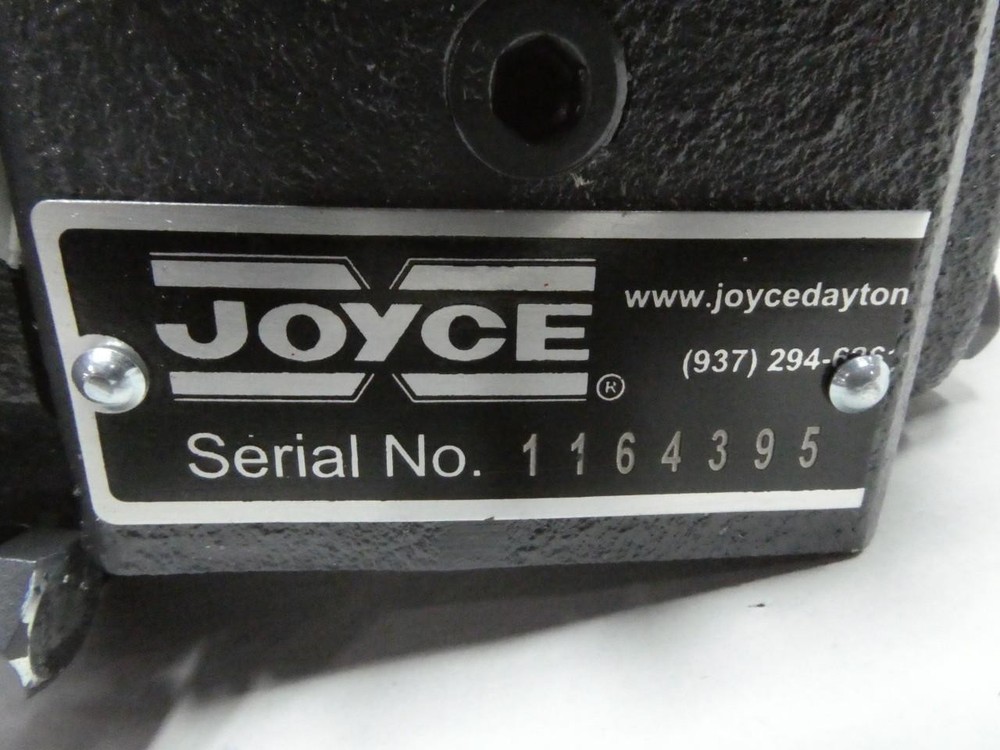 JOYCE
®
www.joycedayton
(937) 294-
Serial No. 1164395